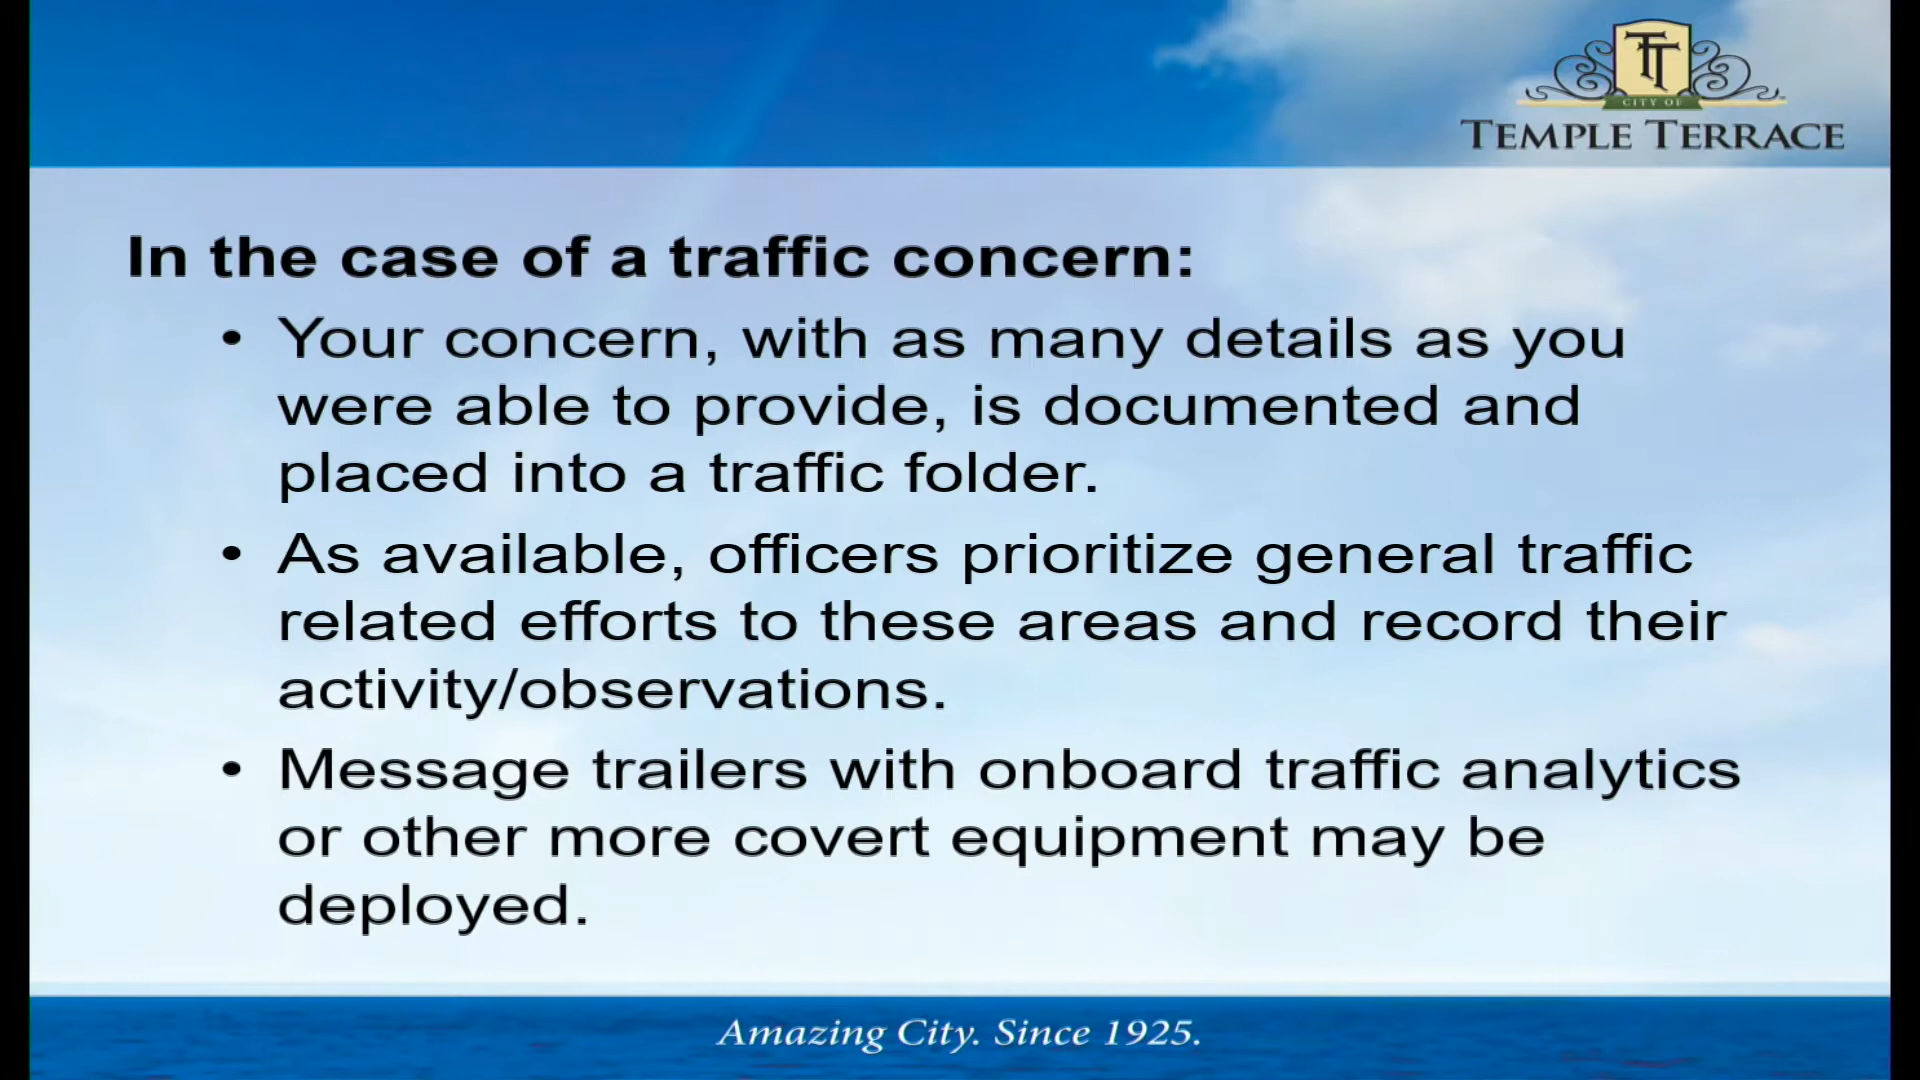 TT
CITY OF
TEMPLE TERRACE
In the case of a traffic concern:
• Your concern, with as many details as you
were able to provide, is documented and
placed into a traffic folder.
• As available, officers prioritize general traffic
related efforts to these areas and record their
activity/observations.
• Message trailers with onboard traffic analytics
or other more covert equipment may be
deployed.
Amazing City. Since 1925.